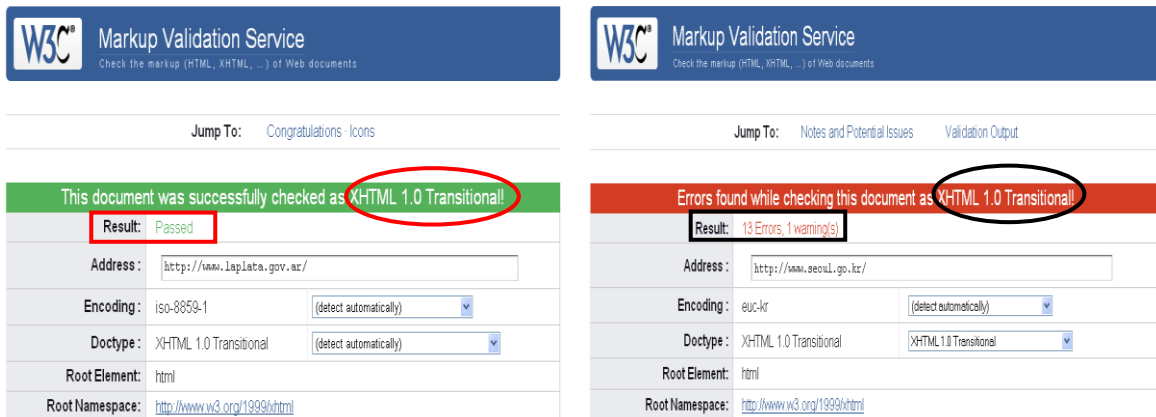 W3C®
Markup Validation Service
Check the markup (HTML, XHTML, ...) of Web documents
Jump To: Congratulations · Icons
This document was successfully checked as XHTML 1.0 Transitional!
Result: Passed
Address : http://www.laplata.gov.ar/
Encoding : iso-8859-1 (detect automatically)
Doctype : XHTML 1.0 Transitional (detect automatically)
Root Element: html
Root Namespace: http://www.w3.org/1999/xhtml
W3C®
Markup Validation Service
Check the markup (HTML, XHTML, ...) of Web documents
Jump To: Notes and Potential Issues Validation Output
Errors found while checking this document as XHTML 1.0 Transitional!
Result: 13 Errors, 1 warning(s)
Address : http://www.seoul.go.kr/
Encoding : euc-kr (detect automatically)
Doctype : XHTML 1.0 Transitional XHTML 1.0 Transitional
Root Element: html
Root Namespace: http://www.w3.org/1999/xhtml